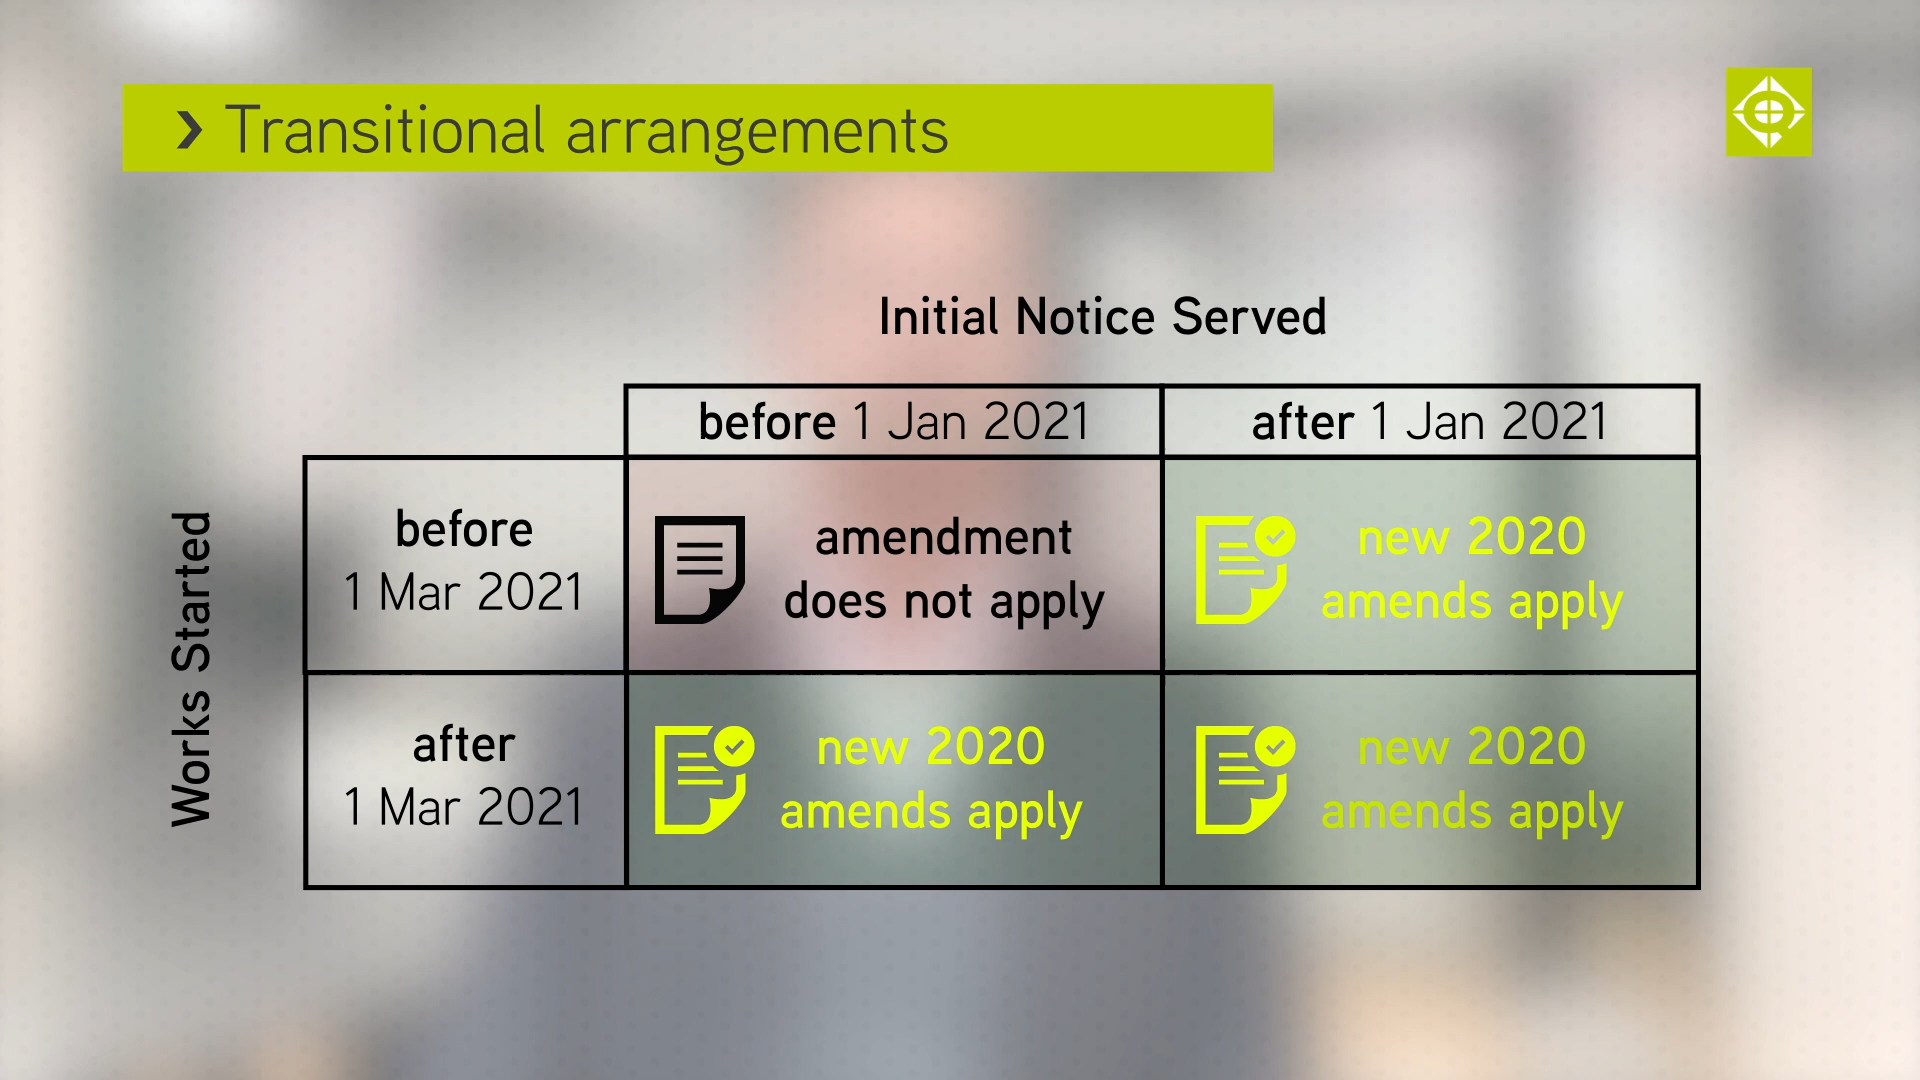 Transitional arrangements
Initial Notice Served
before 1 Jan 2021
after 1 Jan 2021
Works Started
before
1 Mar 2021
amendment
does not apply
new 2020
amends apply
after
1 Mar 2021
new 2020
amends apply
new 2020
amends apply